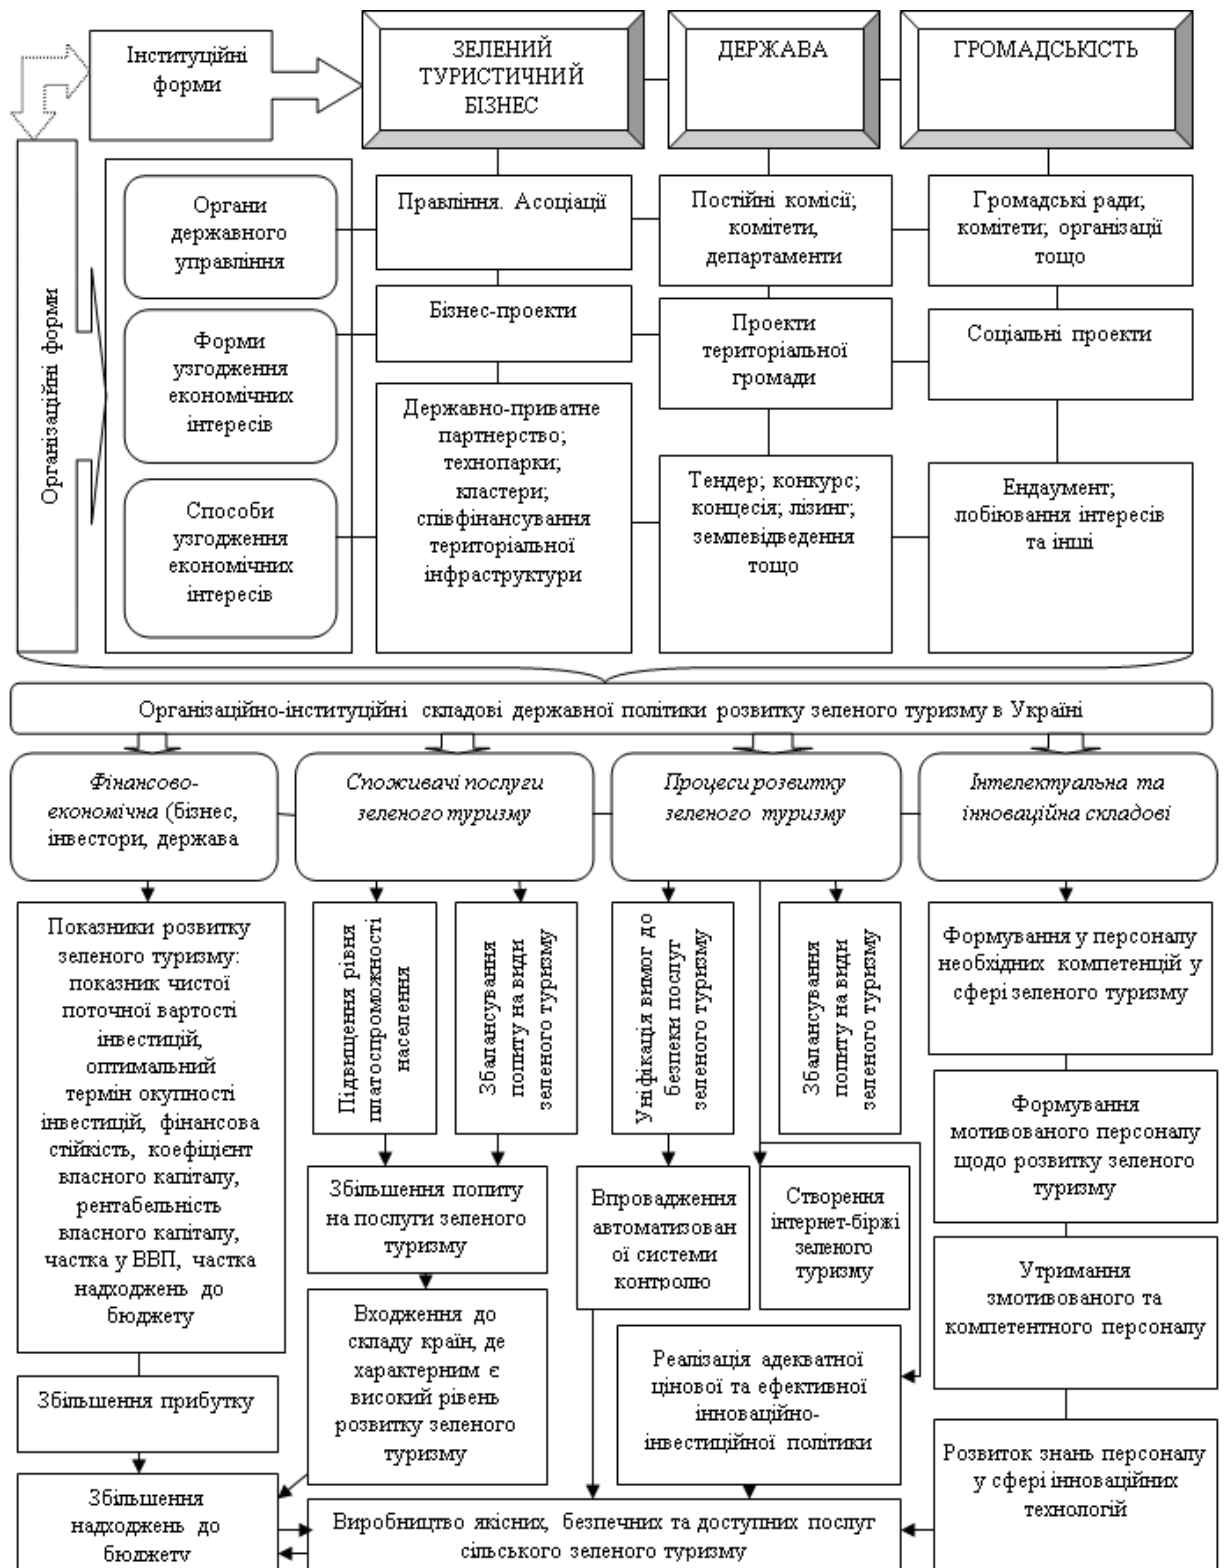 Інституційні
форми
ЗЕЛЕНИЙ
ТУРИСТИЧНИЙ
БІЗНЕС
ДЕРЖАВА
ГРОМАДСЬКІСТЬ
Організаційні форми
Органи
державного
управління
Правління. Асоціації
Постійні комісії;
комітети,
департаменти
Громадські ради;
комітети; організації
тощо
Форми
узгодження
економічних
інтересів
Бізнес-проекти
Проекти
територіальної
громади
Соціальні проекти
Способи
узгодження
економічних
інтересів
Державно-приватне
партнерство;
технопарки;
кластери;
співфінансування
територіальної
інфраструктури
Тендер; конкурс;
концесія; лізинг;
землевідведення
тощо
Ендаумент;
лобіювання інтересів
та інші
Організаційно-інституційні складові державної політики розвитку зеленого туризму в Україні
Фінансово-
економічна (бізнес,
інвестори, держава
Споживачі послуги
зеленого туризму
Процеси розвитку
зеленого туризму
Інтелектуальна та
інноваційна складові
Показники розвитку
зеленого туризму:
показник чистої
поточної вартості
інвестицій,
оптимальний
термін окупності
інвестицій, фінансова
стійкість, коефіцієнт
власного капіталу,
рентабельність
власного капіталу,
частка у ВВП, частка
надходжень до
бюджету
Підвищення рівня
платоспроможності
населення
Збалансування
попиту на види
зеленого туризму
Уніфікація вимог до
безпеки послуг
зеленого туризму
Збалансування
попиту на види
зеленого туризму
Формування у персоналу
необхідних компетенцій у
сфері зеленого туризму
Формування
мотивованого персоналу
щодо розвитку зеленого
туризму
Збільшення попиту
на послуги зеленого
туризму
Впровадження
автоматизован
ої системи
контролю
Створення
інтернет-біржі
зеленого
туризму
Утримання
змотивованого та
компетентного персоналу
Входження до
складу країн, де
характерним є
високий рівень
розвитку зеленого
туризму
Реалізація адекватної
цінової та ефективної
інноваційно-
інвестиційної політики
Збільшення прибутку
Розвиток знань персоналу
у сфері інноваційних
технологій
Збільшення
надходжень до
бюджету
Виробництво якісних, безпечних та доступних послуг
сільського зеленого туризму